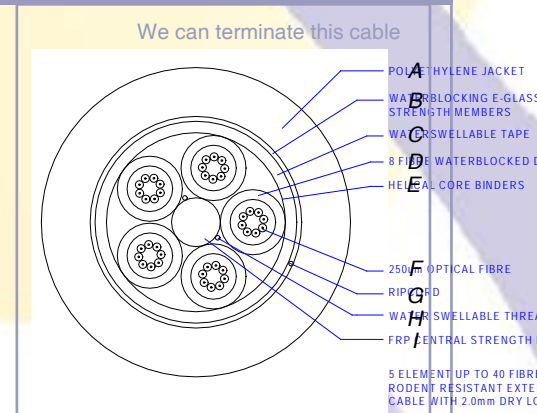 We can terminate this cable
A POLYETHYLENE JACKET
B WATERBLOCKING E-GLASS
STRENGTH MEMBERS
C WATERSWELLABLE TAPE
D 8 FIBRE WATERBLOCKED D
E HELICAL CORE BINDERS
F 250um OPTICAL FIBRE
G RIPCORD
H WATER SWELLABLE THREA
I FRP CENTRAL STRENGTH
5 ELEMENT UP TO 40 FIBRE
RODENT RESISTANT EXTE
CABLE WITH 2.0mm DRY LO